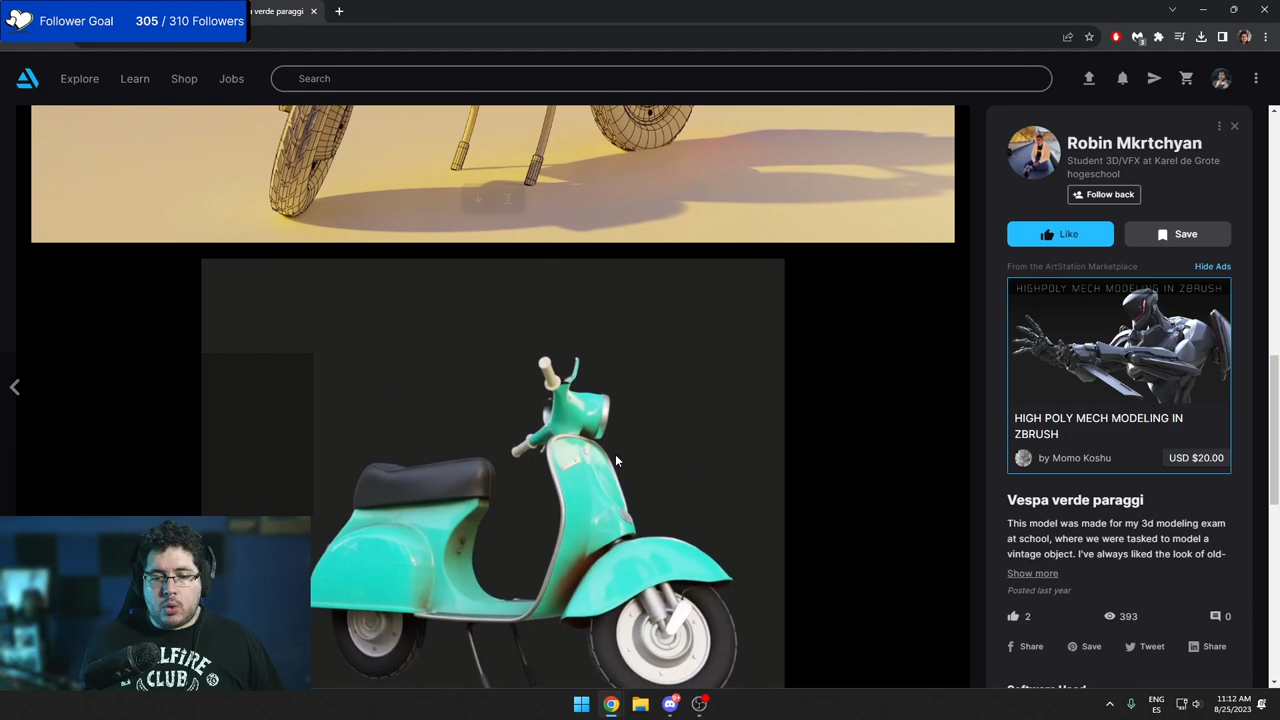 Follower Goal 305 / 310 Followers
verde paraggi
Explore Learn Shop Jobs Search
Robin Mkrtchyan
Student 3D/VFX at Karel de Grote
hogeschool
Follow back
Like Save
From the ArtStation Marketplace Hide Ads
HIGHPOLY MECH MODELING IN ZBRUSH
HIGH POLY MECH MODELING IN
ZBRUSH
by Momo Koshu USD $20.00
Vespa verde paraggi
This model was made for my 3d modeling exam
at school, where we were tasked to model a
vintage object. I've always liked the look of old-
Show more
Posted last year
2 393 0
Share Save Tweet Share
Software Used
LLFIRE
CLUB
9+
ENG
ES
11:12 AM
8/25/2023